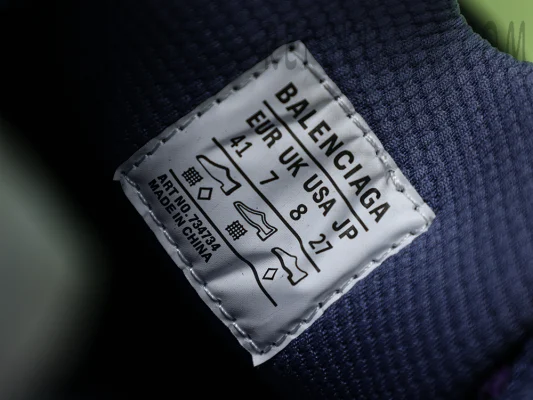 BALENCIAGA
EUR UK USA JP
41 7 8 27
ART NO. 734734
MADE IN CHINA